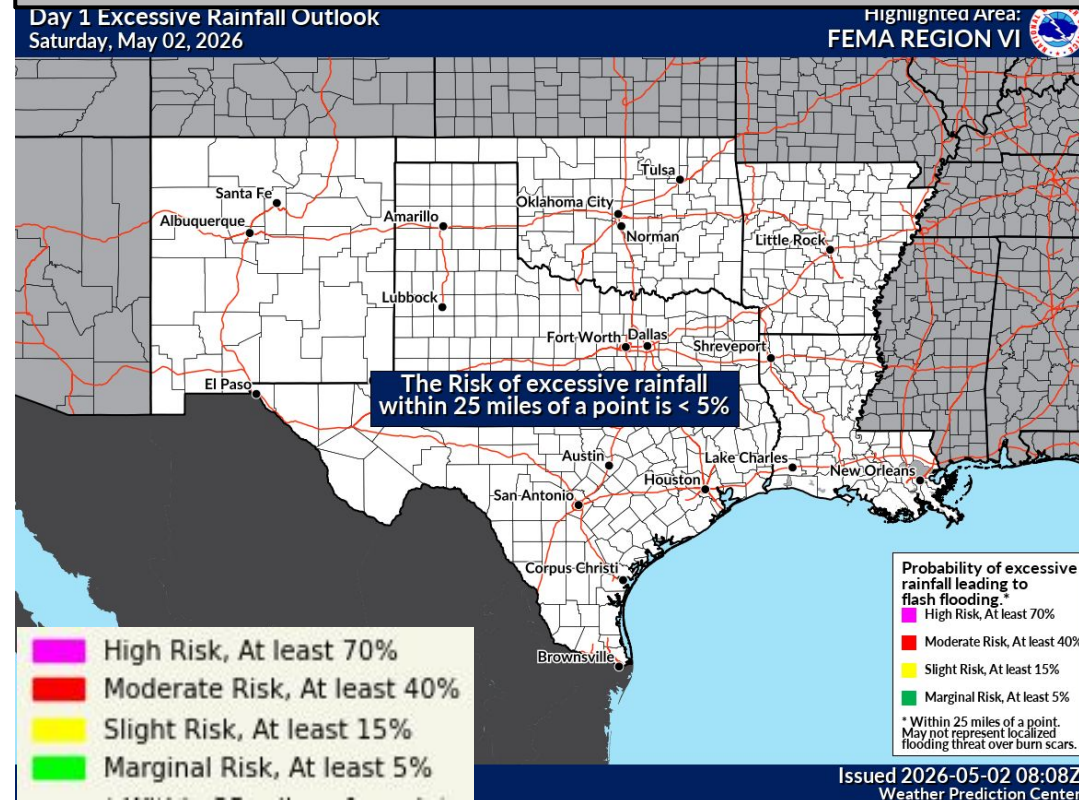 Day 1 Excessive Rainfall Outlook
Saturday, May 02, 2026
Highlighted Area:
FEMA REGION VI
Tulsa
Santa Fe
Oklahoma City
Albuquerque
Amarillo
Norman
Little Rock
Lubbock
Fort Worth
Dallas
Shreveport
El Paso
The Risk of excessive rainfall
within 25 miles of a point is < 5%
Austin
Lake Charles
New Orleans
Houston
San Antonio
Corpus Christi
Brownsville
Probability of excessive
rainfall leading to
flash flooding.*
High Risk, At least 70%
Moderate Risk, At least 40%
Slight Risk, At least 15%
Marginal Risk, At least 5%
* Within 25 miles of a point.
May not represent localized
flooding threat over burn scars.
High Risk, At least 70%
Moderate Risk, At least 40%
Slight Risk, At least 15%
Marginal Risk, At least 5%
Issued 2026-05-02 08:08Z
Weather Prediction Center